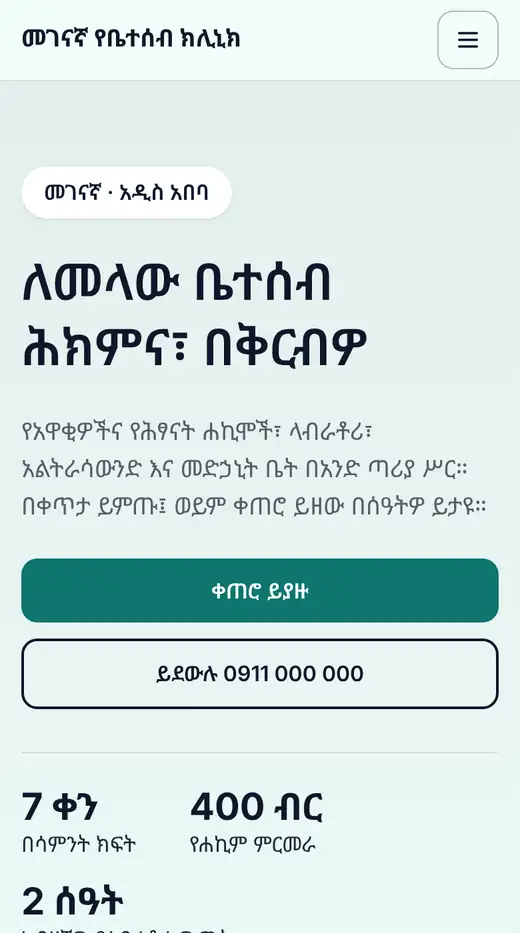 መገናኛ የቤተሰብ ክሊኒክ
መገናኛ · አዲስ አበባ
ለመላው ቤተሰብ
ሕክምና፣ በቅርብዎ
የአዋቂዎችና የሕፃናት ሐኪሞች፣ ላብራቶሪ፣
አልትራሳውንድ እና መድኃኒት ቤት በአንድ ጣሪያ ሥር።
በቀጥታ ይምጡ፤ ወይም ቀጠሮ ይዘው በሰዓትዎ ይታዩ።
ቀጠሮ ይያዙ
ይደውሉ 0911 000 000
7 ቀን
በሳምንት ክፍት
400 ብር
የሐኪም ምርመራ
2 ሰዓት